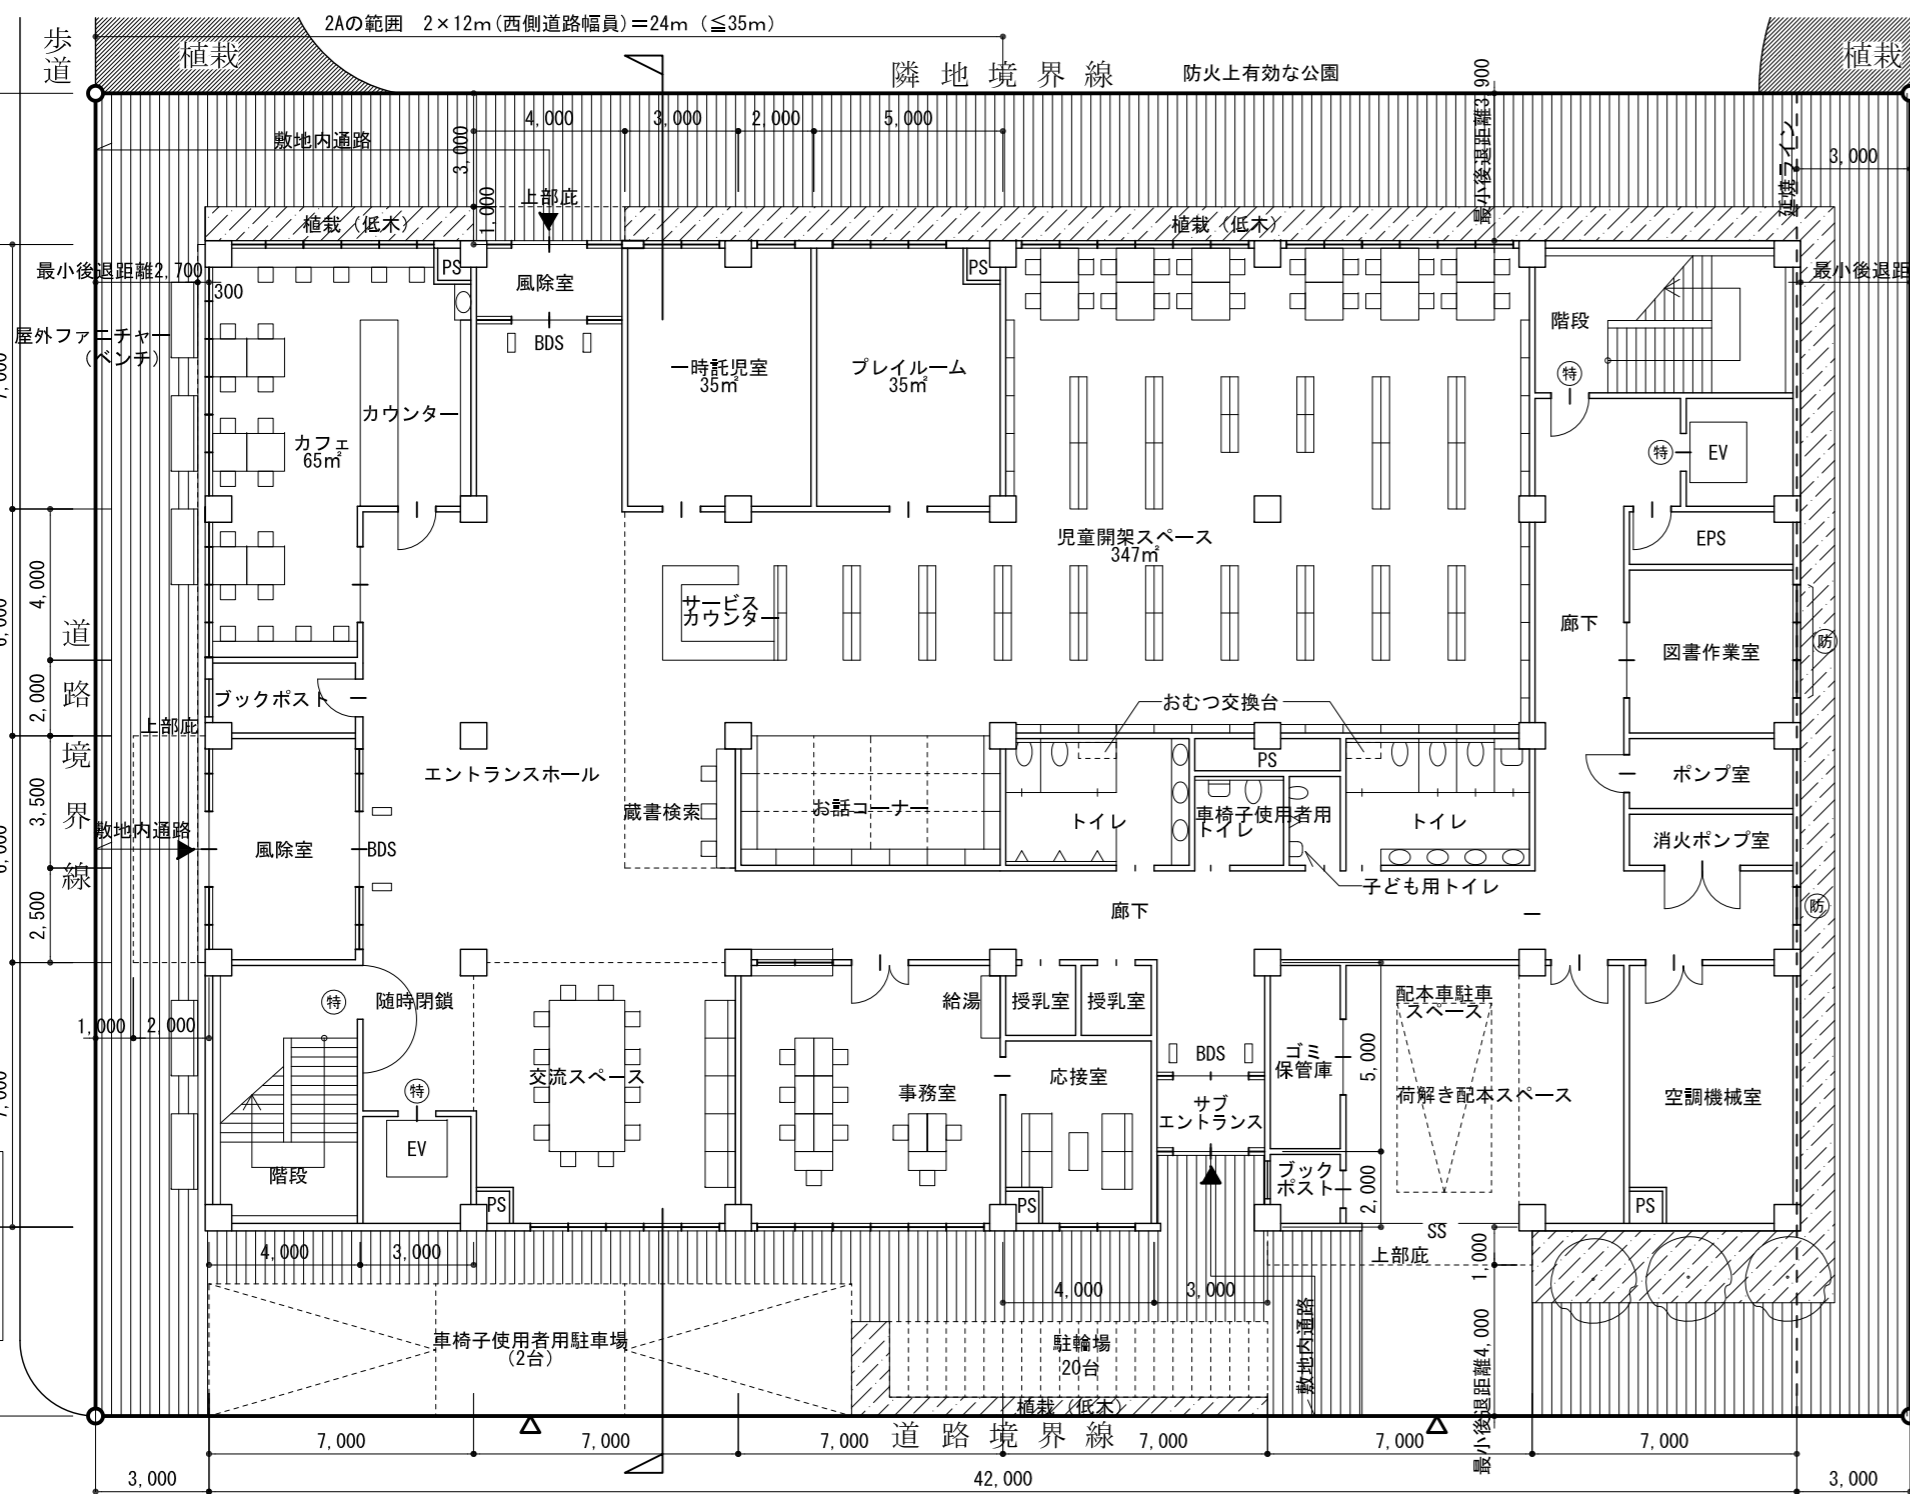 2Aの範囲　2×12m(西側道路幅員)=24m (≦35m)
歩道
植栽
隣地境界線
防火上有効な公園
植栽
最小後退距離3,900
4,000
3,000
2,000
5,000
敷地内通路
3,000
延焼ライン
3,000
1,000
上部庇
植栽(低木)
植栽(低木)
PS
PS
最小後退距離2,700
300
風除室
最小後退距
屋外ファニチャー
(ベンチ)
BDS
階段
特
一時託児室
35㎡
プレイルーム
35㎡
カウンター
カフェ
65㎡
特
EV
児童開架スペース
347㎡
EPS
4,000
サービス
カウンター
道路境界線
廊下
図書作業室
防
2,000
ブックポスト
おむつ交換台
上部庇
PS
3,500
エントランスホール
ポンプ室
蔵書検索
お話コーナー
トイレ
車椅子使用者用
トイレ
トイレ
敷地内通路
風除室
BDS
消火ポンプ室
子ども用トイレ
2,500
廊下
防
特
随時閉鎖
給湯
授乳室
授乳室
配本車駐車
スペース
1,000
2,000
BDS
ゴミ
保管庫
5,000
交流スペース
応接室
特
事務室
サブ
エントランス
荷解き配本スペース
空調機械室
EV
階段
ブック
ポスト
2,000
PS
PS
PS
SS
4,000
3,000
上部庇
1,000
4,000
3,000
車椅子使用者用駐車場
(2台)
駐輪場
20台
敷地内通路
最小後退距離4,000
植栽(低木)
道路境界線
7,000
7,000
7,000
7,000
7,000
7,000
3,000
42,000
3,000